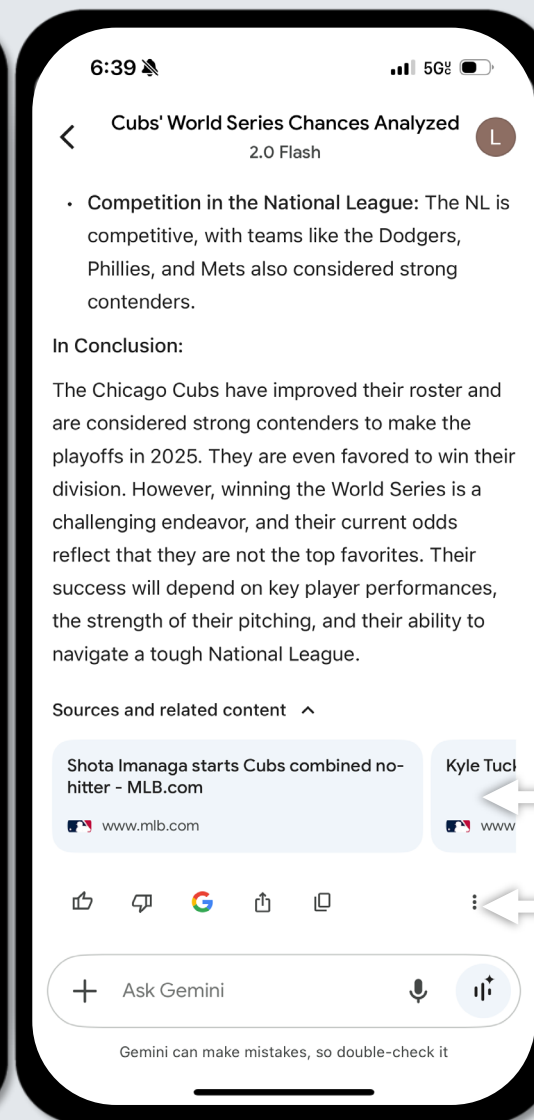 6:39
5G
Cubs' World Series Chances Analyzed
L
2.0 Flash
• Competition in the National League: The NL is
competitive, with teams like the Dodgers,
Phillies, and Mets also considered strong
contenders.
In Conclusion:
The Chicago Cubs have improved their roster and
are considered strong contenders to make the
playoffs in 2025. They are even favored to win their
division. However, winning the World Series is a
challenging endeavor, and their current odds
reflect that they are not the top favorites. Their
success will depend on key player performances,
the strength of their pitching, and their ability to
navigate a tough National League.
Sources and related content
Shota Imanaga starts Cubs combined no-
hitter - MLB.com
www.mlb.com
Kyle Tuck
www
Ask Gemini
Gemini can make mistakes, so double-check it